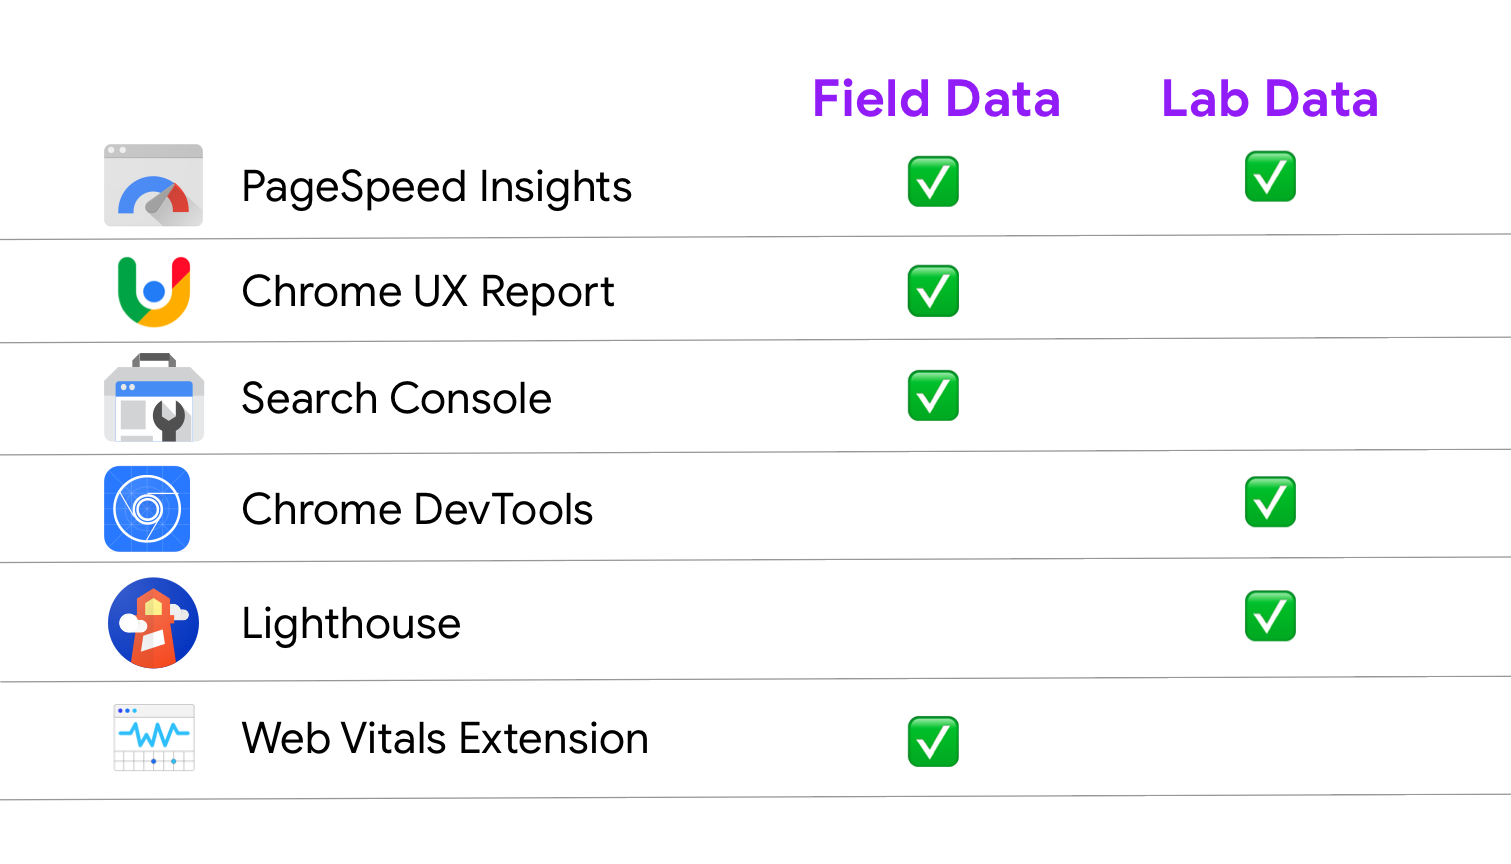 Field Data Lab Data
PageSpeed Insights ✅ ✅
Chrome UX Report ✅
Search Console ✅
Chrome DevTools ✅
Lighthouse ✅
Web Vitals Extension ✅